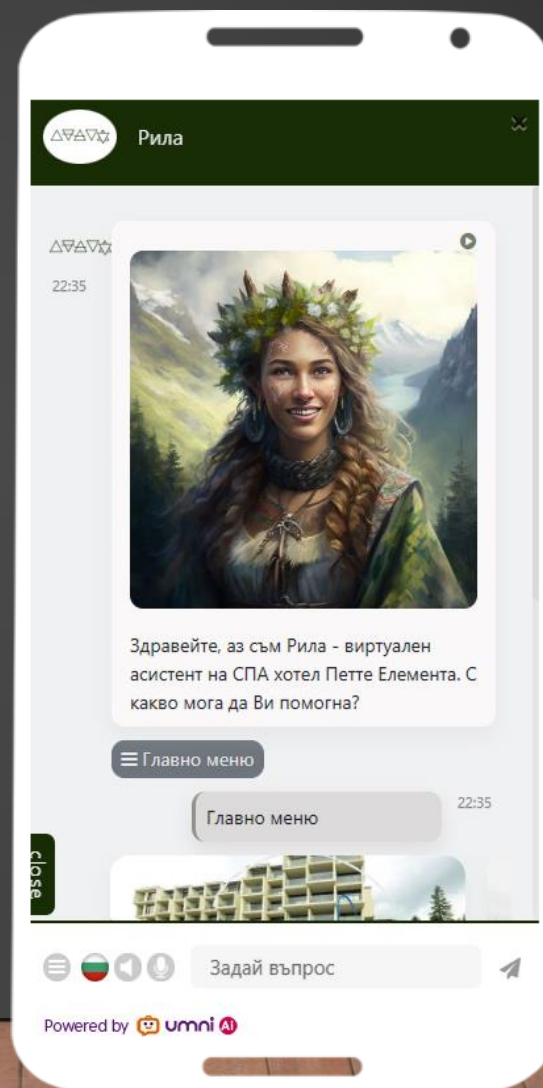 Рила
22:35
Здравейте, аз съм Рила - виртуален
асистент на СПА хотел Петте Елемента. С
какво мога да Ви помогна?
Главно меню
Главно меню
22:35
close
Задай въпрос
Powered by umni AI